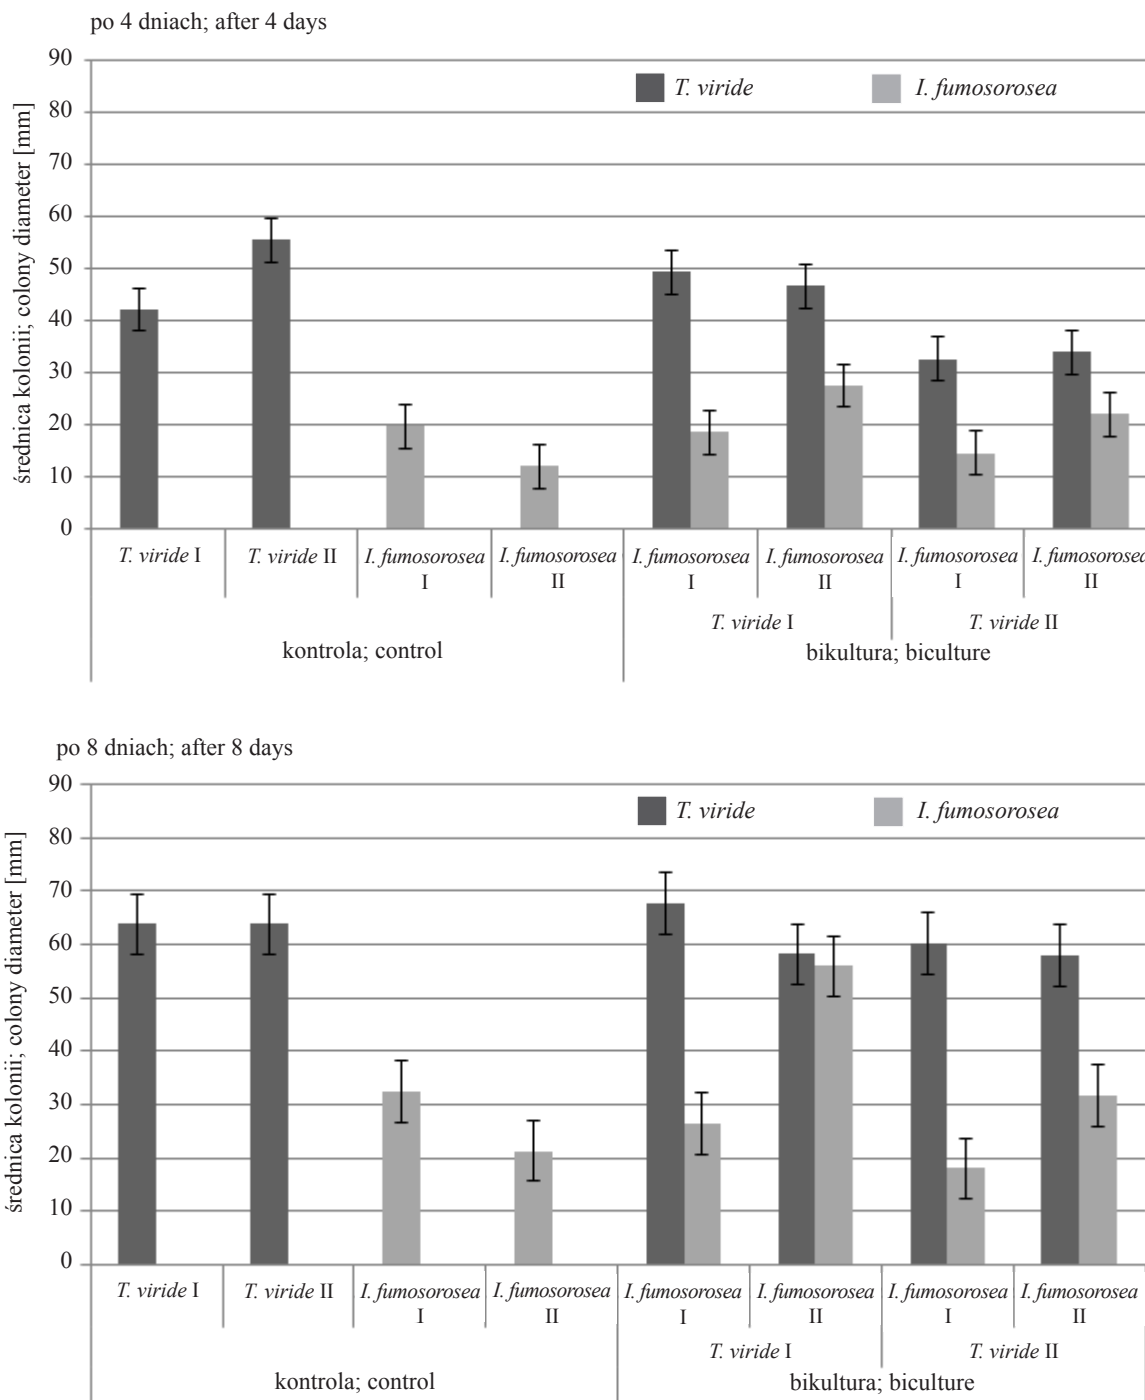 po 4 dniach; after 4 days
średnica kolonii; colony diameter [mm]
90
80
70
60
50
40
30
20
10
0
T. viride
I. fumosorosea
T. viride I
T. viride II
I. fumosorosea I
I. fumosorosea II
I. fumosorosea I
I. fumosorosea II
I. fumosorosea I
I. fumosorosea II
T. viride I
T. viride II
kontrola; control
bikultura; biculture
po 8 dniach; after 8 days
średnica kolonii; colony diameter [mm]
90
80
70
60
50
40
30
20
10
0
T. viride
I. fumosorosea
T. viride I
T. viride II
I. fumosorosea I
I. fumosorosea II
I. fumosorosea I
I. fumosorosea II
I. fumosorosea I
I. fumosorosea II
T. viride I
T. viride II
kontrola; control
bikultura; biculture